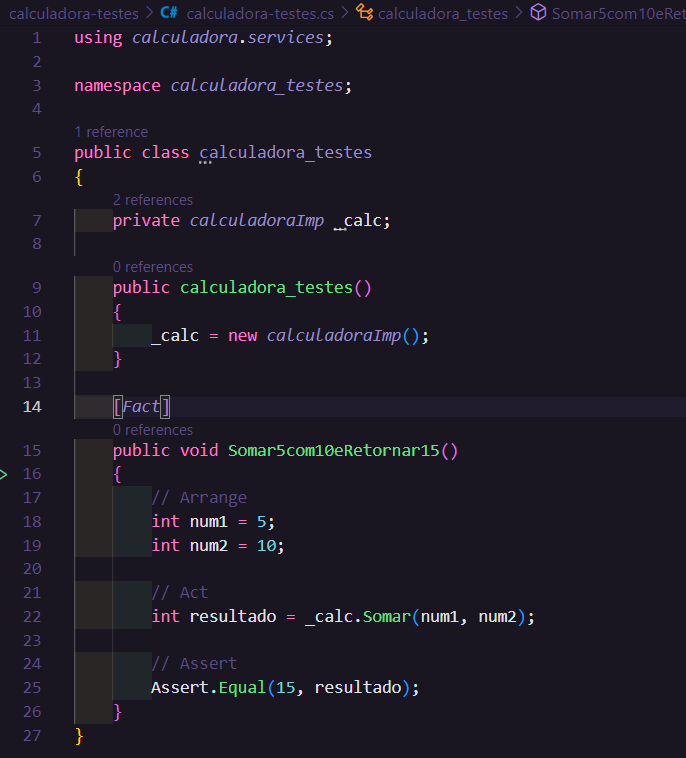 calculadora-testes > C# calculadora-testes.cs > calculadora_testes > Somar5com10eRet
1 using calculadora.services;
2
3 namespace calculadora_testes;
4
1 reference
5 public class calculadora_testes
6 {
2 references
7 private calculadoraImp _calc;
8
0 references
9 public calculadora_testes()
10 {
11 _calc = new calculadoraImp();
12 }
13
14 [Fact]
0 references
15 public void Somar5com10eRetornar15()
16 {
17 // Arrange
18 int num1 = 5;
19 int num2 = 10;
20
21 // Act
22 int resultado = _calc.Somar(num1, num2);
23
24 // Assert
25 Assert.Equal(15, resultado);
26 }
27 }